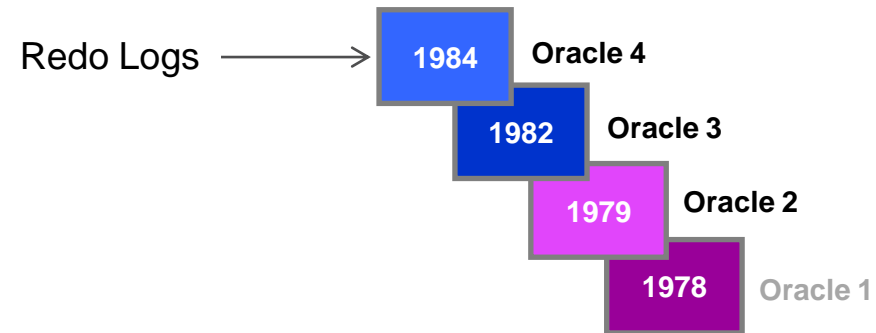 Redo Logs
1984
Oracle 4
1982
Oracle 3
1979
Oracle 2
1978
Oracle 1